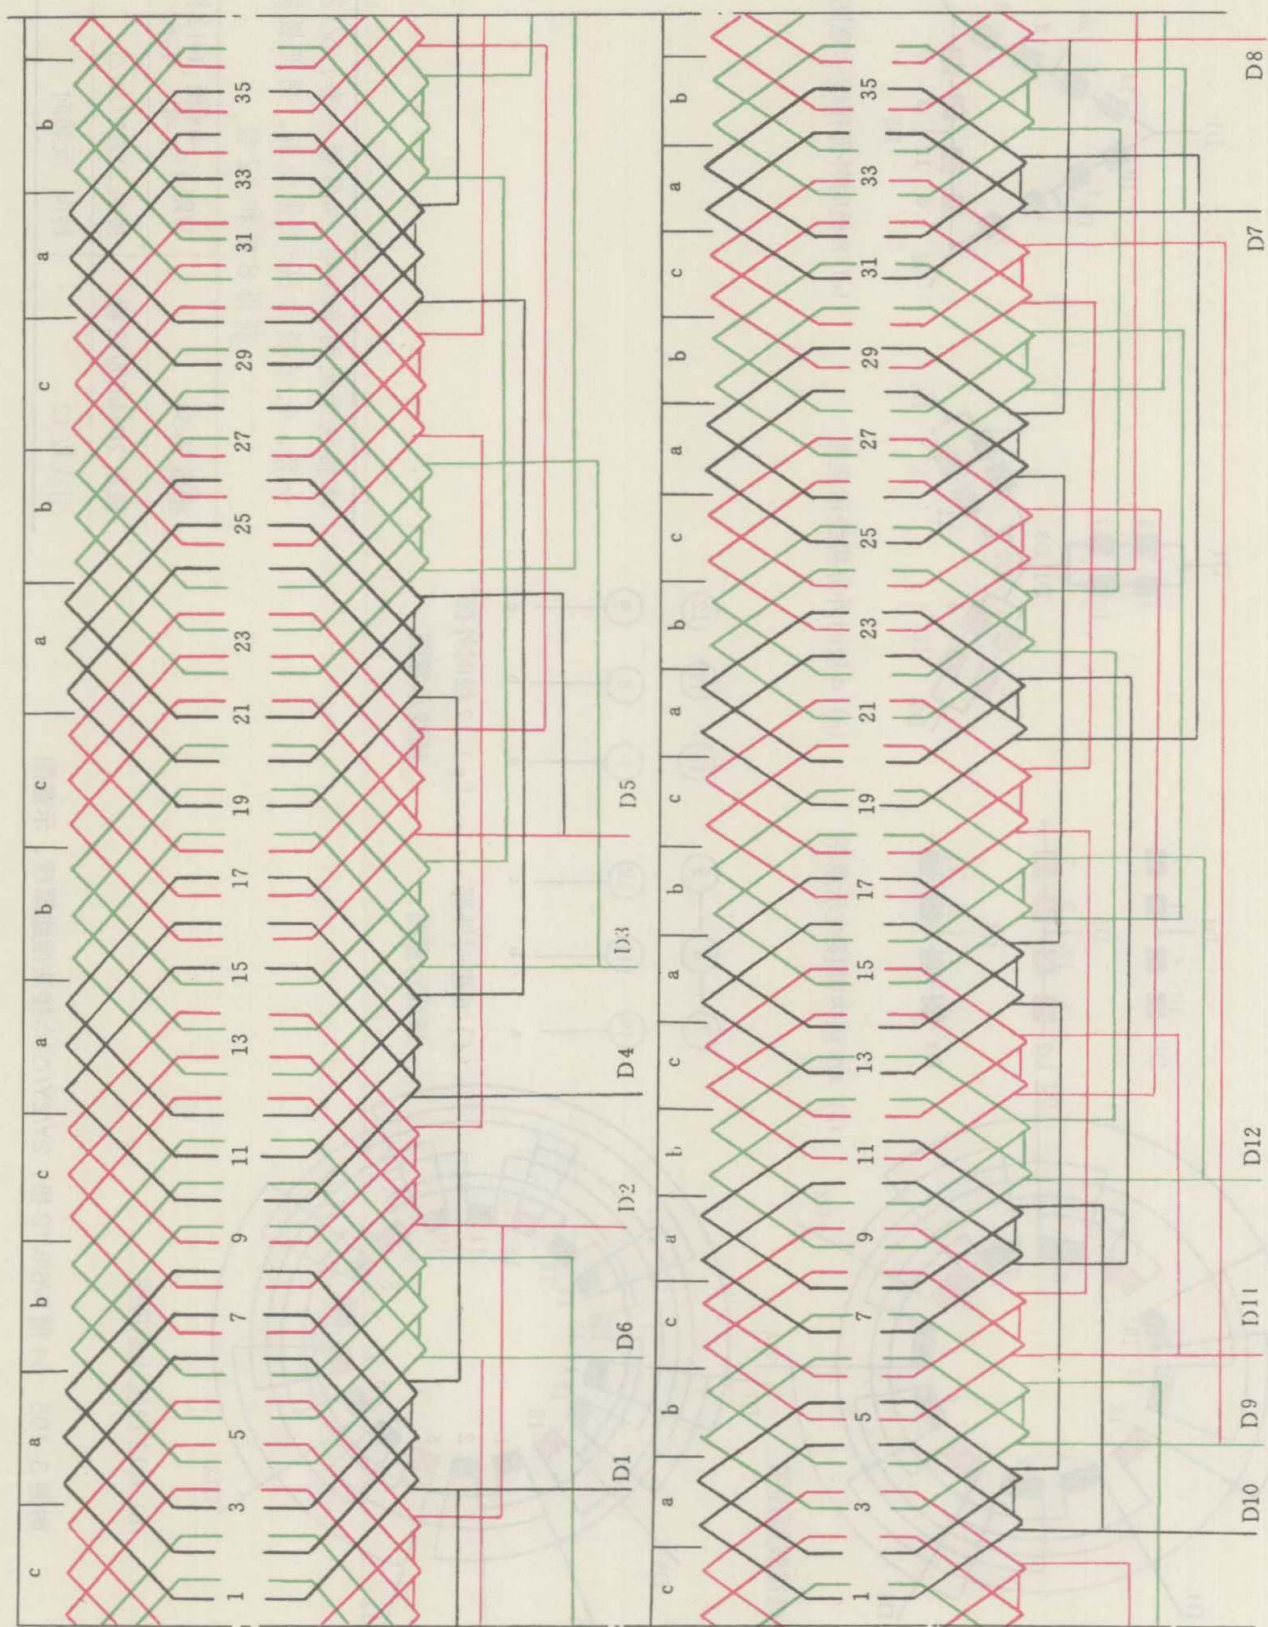 c a b c a b c a b c a b
1 3 5 7 9 11 13 15 17 19 21 23 25 27 29 31 33 35
D1 D6 D2 D4 D3 D5
c a b c a b c a b c a b c a b c a b
1 3 5 7 9 11 13 15 17 19 21 23 25 27 29 31 33 35
D10 D9 D11 D12 D7 D8